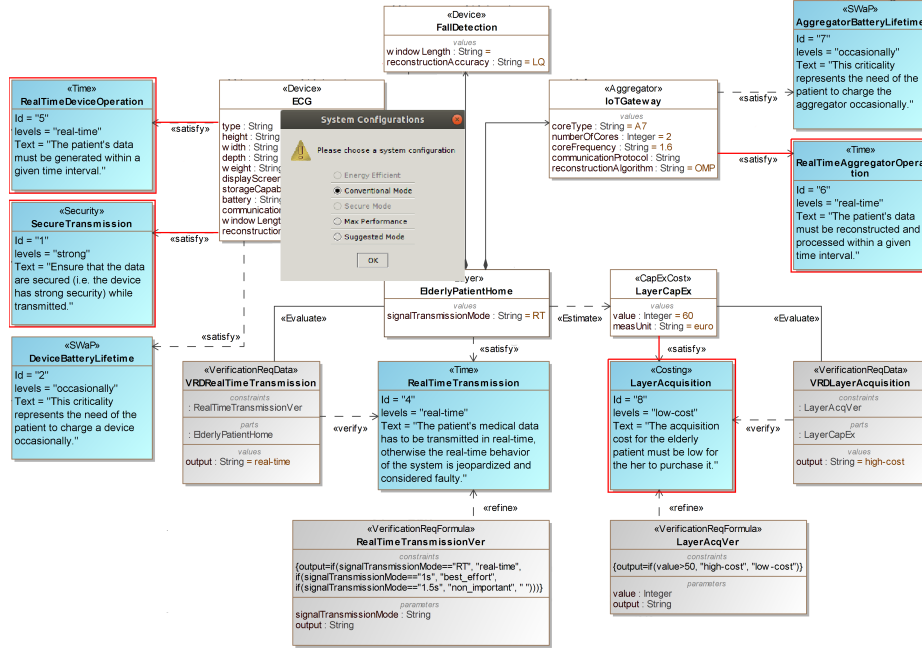 «Device»
FallDetection
values
window Length : String =
reconstructionAccuracy : String = LQ
«SWaP»
AggregatorBatteryLifetime
Id = "7"
levels = "occasionally"
Text = "This criticality
represents the need of the
patient to charge the
aggregator occasionally."
«Time»
RealTimeDeviceOperation
Id = "5"
levels = "real-time"
Text = "The patient's data
must be generated within a
given time interval."
«satisfy»
«Device»
ECG
type : String
height : String
width : String
depth : String
weight : String
displayScreen
storageCapab
battery : String
communication
window Lengt
reconstruction
System Configurations
Please choose a system configuration
Energy Efficient
Conventional Mode
Secure Mode
Max Performance
Suggested Mode
OK
«Aggregator»
IoTGateway
values
coreType : String = A7
numberOfCores : Integer = 2
coreFrequency : String = 1.6
communicationProtocol : String
reconstructionAlgorithm : String = OMP
«satisfy»
«satisfy»
«Time»
RealTimeAggregatorOpera
tion
Id = "6"
levels = "real-time"
Text = "The patient's data
must be reconstructed and
processed within a given
time interval."
«Security»
SecureTransmission
Id = "1"
levels = "strong"
Text = "Ensure that the data
are secured (i.e. the device
has strong security) while
transmitted."
«satisfy»
«satisfy»
«SWaP»
DeviceBatteryLifetime
Id = "2"
levels = "occasionally"
Text = "This criticality
represents the need of the
patient to charge a device
occasionally."
Layer»
ElderlyPatientHome
values
signalTransmissionMode : String = RT
«Evaluate»
«Estimate»
«CapExCost»
LayerCapEx
values
value : Integer = 60
measUnit : String = euro
«Evaluate»
«satisfy»
«satisfy»
«VerificationReqData»
VRDRealTimeTransmission
constraints
: RealTimeTransmissionVer
parts
: ElderlyPatientHome
values
output : String = real-time
«verify»
«Time»
RealTimeTransmission
Id = "4"
levels = "real-time"
Text = "The patient's medical data
has to be transmitted in real-time,
otherwise the real-time behavior
of the system is jeopardized and
considered faulty."
«Costing»
LayerAcquisition
Id = "8"
levels = "low-cost"
Text = "The acquisition
cost for the elderly
patient must be low for
the her to purchase it."
«verify»
«VerificationReqData»
VRDLayerAcquisition
constraints
: LayerAcqVer
parts
: LayerCapEx
values
output : String = high-cost
«refine»
«refine»
«VerificationReqFormula»
RealTimeTransmissionVer
constraints
{output=if(signalTransmissionMode=="RT", "real-time",
if(signalTransmissionMode=="1s", "best_effort",
if(signalTransmissionMode=="1.5s", "non_important", " ")))}
parameters
signalTransmissionMode : String
output : String
«VerificationReqFormula»
LayerAcqVer
constraints
{output=if(value>50, "high-cost", "low-cost")}
parameters
value : Integer
output : String